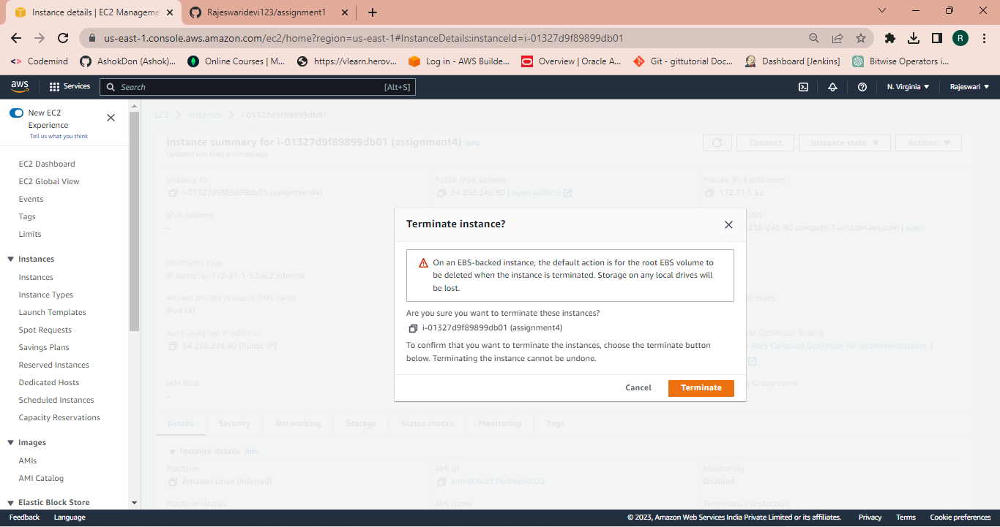 Instance details | EC2 Manageme
Rajeswaridevi123/assignment1
us-east-1.console.aws.amazon.com/ec2/home?region=us-east-1#InstanceDetails:instanceId=i-01327d9f89899db01
R
Codemind
AshokDon (Ashok)...
Online Courses | M...
https://vlearn.herov...
Log in - AWS Builde...
Overview | Oracle A...
Git - gittutorial Doc...
Dashboard [Jenkins]
Bitwise Operators i...
aws
Services
Search
[Alt+S]
N. Virginia
Rajeswari
New EC2
Experience
Tell us what you think
EC2 Dashboard
EC2 Global View
Events
Tags
Limits
Instances
Instances
Instance Types
Launch Templates
Spot Requests
Savings Plans
Reserved Instances
Dedicated Hosts
Scheduled Instances
Capacity Reservations
Images
AMIs
AMI Catalog
Elastic Block Store
EC2
Instances
i-01327d9f89899db01
Instance summary for i-01327d9f89899db01 (assignment4) Info
Updated less than a minute ago
Connect
Instance state
Actions
Instance ID
i-01327d9f89899db01 (assignment4)
Public IPv4 address
34.238.248.90 | open address
Private IPv4 addresses
172.31.1.52
IPv6 address
–
DNS
-238-248-90.compute-1.amazonaws.com | open
Hostname type
IP name: ip-172-31-1-52.ec2.internal
Answer private resource DNS name
IPv4 (A)
Auto-assigned IP address
34.238.248.90 [Public IP]
AWS Compute Optimizer for recommendations. |
IAM Role
–
Group name
Terminate instance?
On an EBS-backed instance, the default action is for the root EBS volume to
be deleted when the instance is terminated. Storage on any local drives will
be lost.
Are you sure you want to terminate these instances?
i-01327d9f89899db01 (assignment4)
To confirm that you want to terminate the instances, choose the terminate button
below. Terminating the instance cannot be undone.
Cancel
Terminate
Details
Security
Networking
Storage
Status checks
Monitoring
Tags
Instance details Info
Platform
Amazon Linux (Inferred)
AMI ID
ami-006dcf34c09e50022
Monitoring
disabled
Platform details
AMI name
Termination protection
Feedback
Language
© 2023, Amazon Web Services India Private Limited or its affiliates.
Privacy
Terms
Cookie preferences